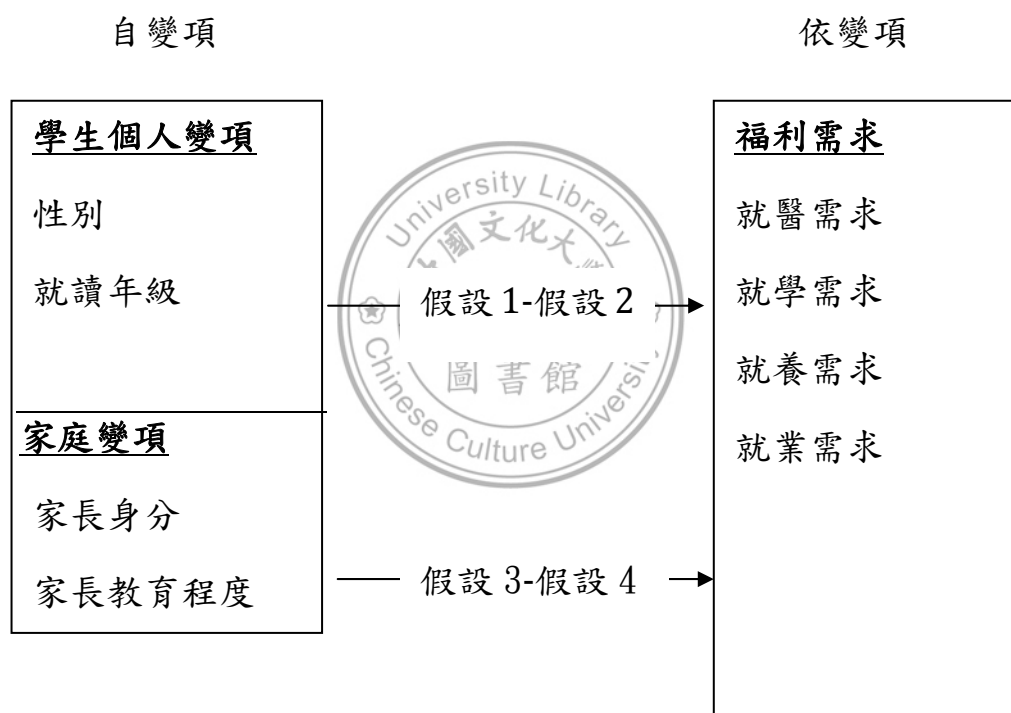 自變項
依變項
學生個人變項
性別
就讀年級
家庭變項
家長身分
家長教育程度
假設 1-假設 2
假設 3-假設 4
福利需求
就醫需求
就學需求
就養需求
就業需求
University Library
國文化大
圖書館
Chinese Culture University